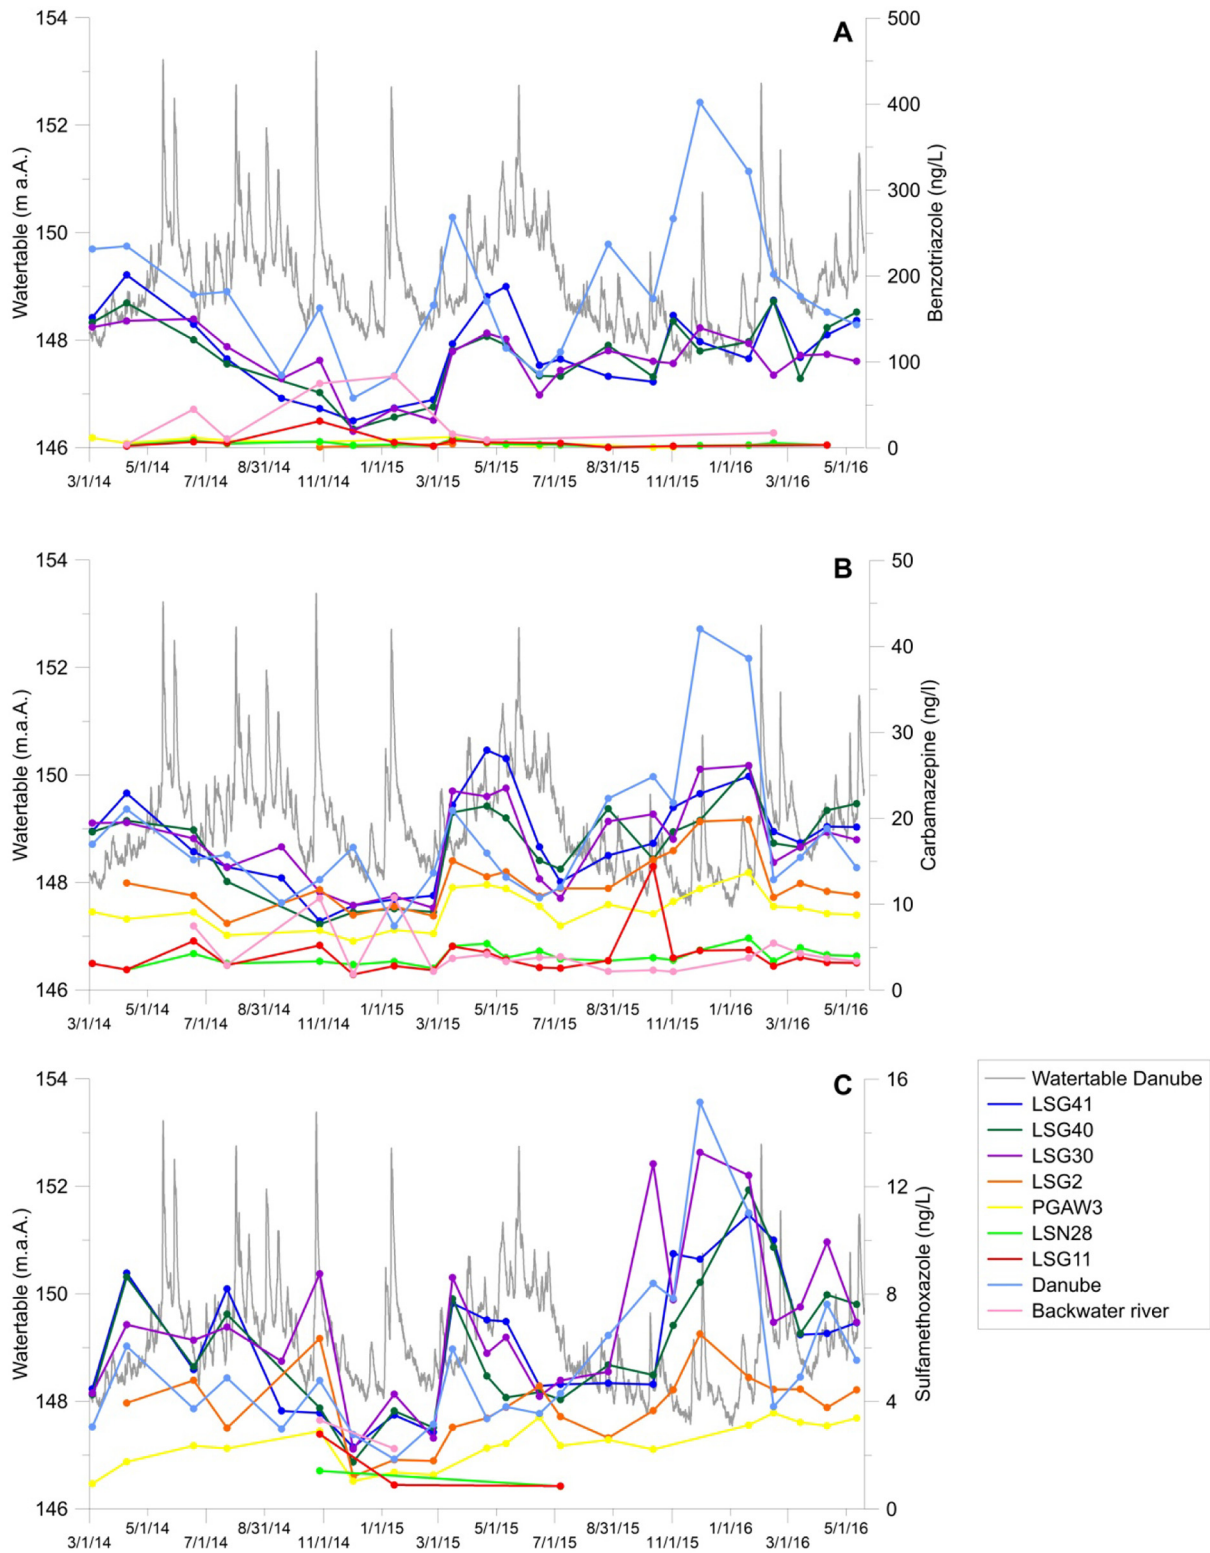 A
154
152
150
148
146
Watertable (m a.A.)
500
400
300
200
100
0
Benzotriazole (ng/L)
5/1/14 8/31/14 1/1/15 5/1/15 8/31/15 1/1/16 5/1/16
3/1/14 7/1/14 11/1/14 3/1/15 7/1/15 11/1/15 3/1/16
B
154
152
150
148
146
Watertable (m.a.A.)
50
40
30
20
10
0
Carbamazepine (ng/l)
5/1/14 8/31/14 1/1/15 5/1/15 8/31/15 1/1/16 5/1/16
3/1/14 7/1/14 11/1/14 3/1/15 7/1/15 11/1/15 3/1/16
C
154
152
150
148
146
Watertable (m.a.A.)
16
12
8
4
0
Sulfamethoxazole (ng/L)
5/1/14 8/31/14 1/1/15 5/1/15 8/31/15 1/1/16 5/1/16
3/1/14 7/1/14 11/1/14 3/1/15 7/1/15 11/1/15 3/1/16
Watertable Danube
LSG41
LSG40
LSG30
LSG2
PGAW3
LSN28
LSG11
Danube
Backwater river